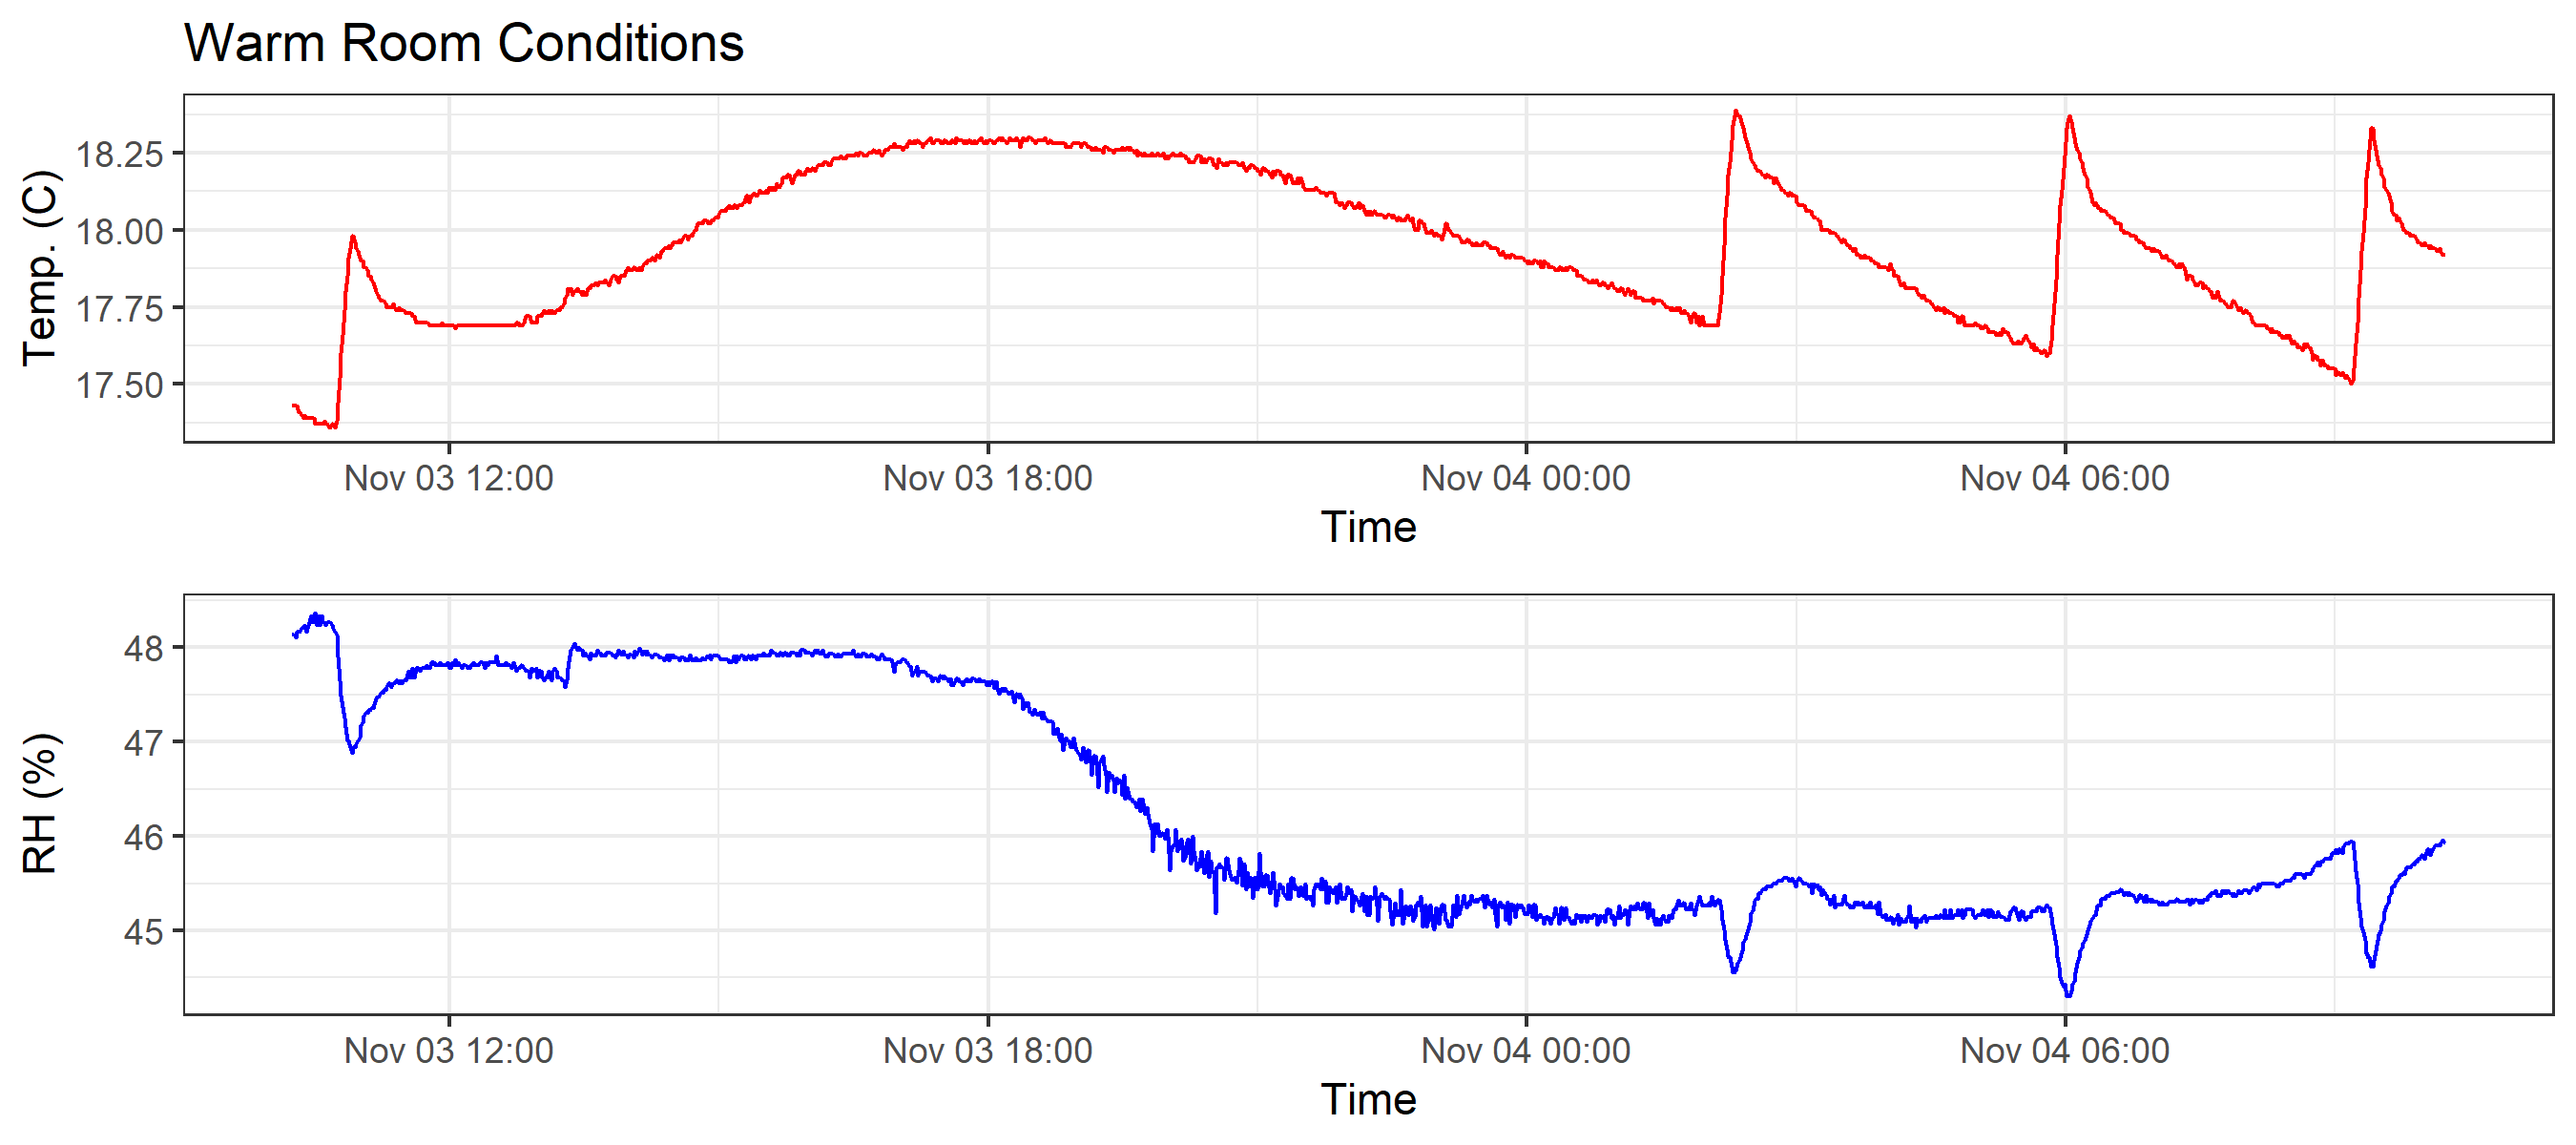 Warm Room Conditions
Temp. (C)
18.25
18.00
17.75
17.50
Nov 03 12:00 Nov 03 18:00 Nov 04 00:00 Nov 04 06:00
Time
RH (%)
48
47
46
45
Nov 03 12:00 Nov 03 18:00 Nov 04 00:00 Nov 04 06:00
Time